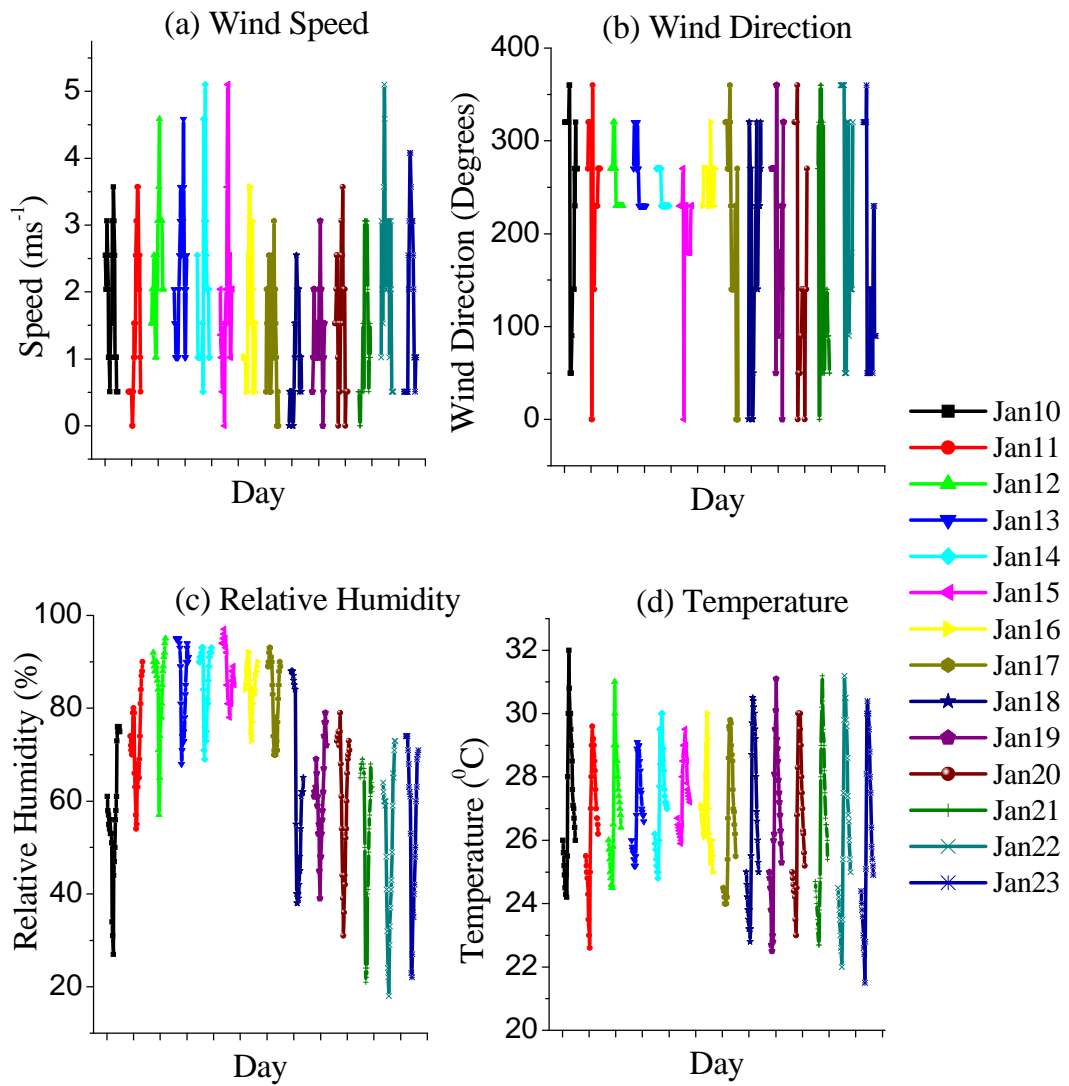 (a) Wind Speed
5
4
3
2
1
0
Speed (ms⁻¹)
Day
(b) Wind Direction
400
300
200
100
0
Wind Direction (Degrees)
Day
(c) Relative Humidity
100
80
60
40
20
Relative Humidity (%)
Day
(d) Temperature
32
30
28
26
24
22
20
Temperature (⁰C)
Day
Jan10
Jan11
Jan12
Jan13
Jan14
Jan15
Jan16
Jan17
Jan18
Jan19
Jan20
Jan21
Jan22
Jan23